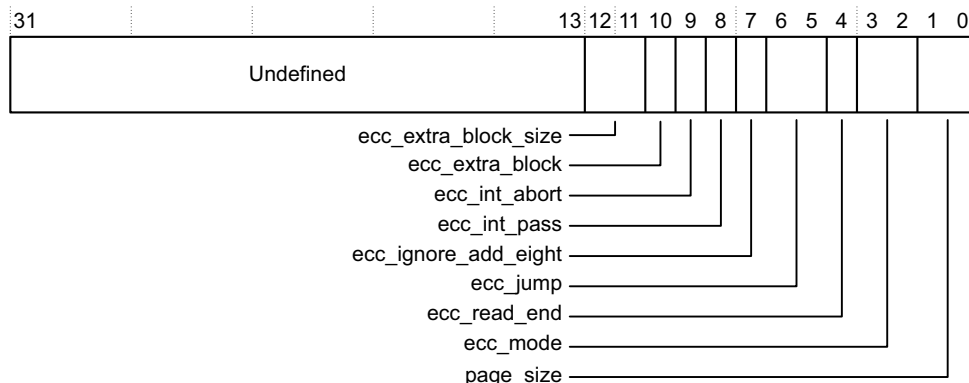 31 13 12 11 10 9 8 7 6 5 4 3 2 1 0
Undefined
ecc_extra_block_size
ecc_extra_block
ecc_int_abort
ecc_int_pass
ecc_ignore_add_eight
ecc_jump
ecc_read_end
ecc_mode
page_size